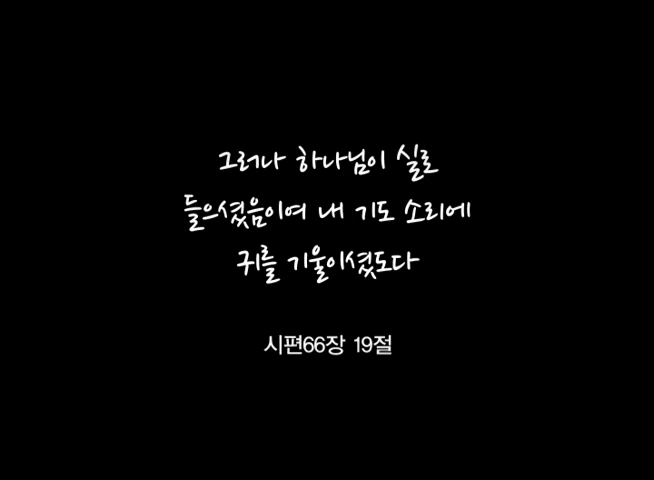 그러나 하나님이 실로
들으셨음이여 내 기도 소리에
귀를 기울이셨도다
시편66장 19절